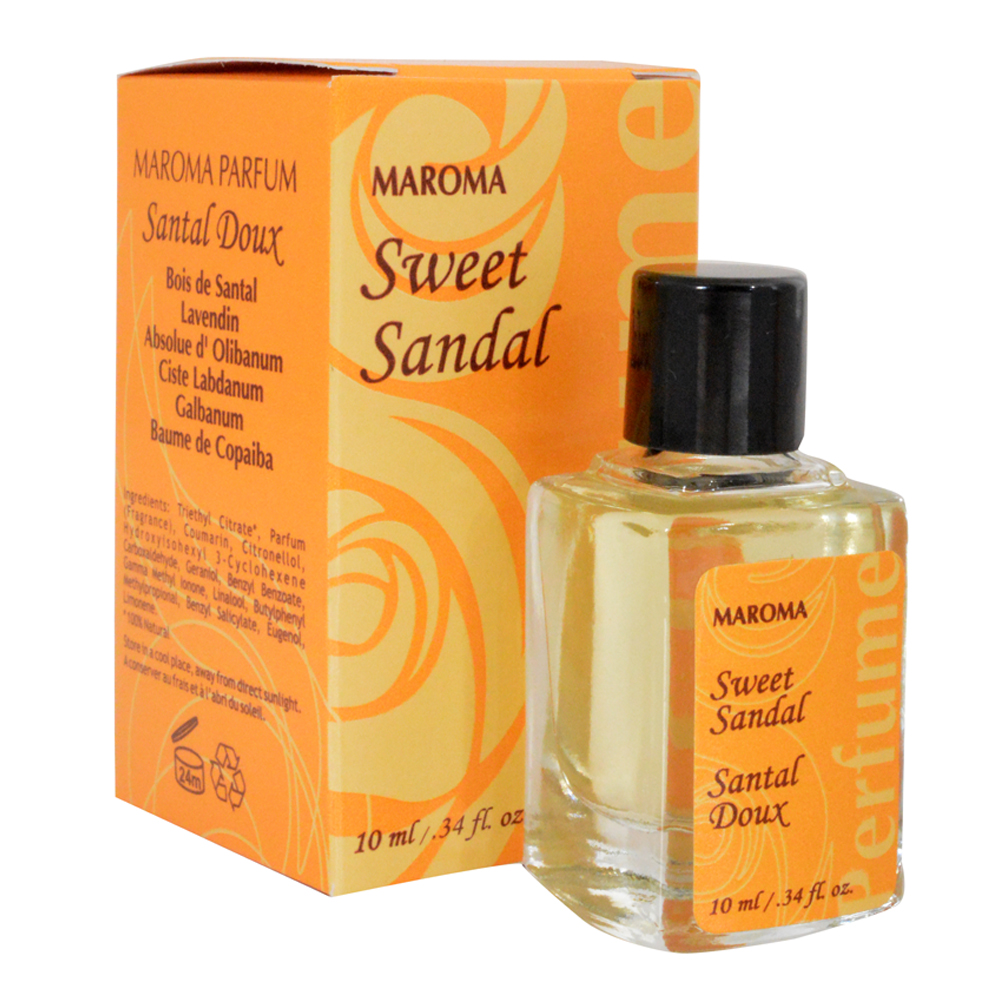 MAROMA PARFUM
Santal Doux
Bois de Santal
Lavendin
Absolue d' Olibanum
Ciste Labdanum
Galbanum
Baume de Copaiba
Ingredients: Triethyl Citrate*, Parfum
(Fragrance), Coumarin, Citronellol,
Hydroxyisohexyl 3-Cyclohexene
Carboxaldehyde, Geraniol, Benzyl Benzoate,
Gamma Methyl Ionone, Linalool, Butylphenyl
Methylpropional, Benzyl Salicylate, Eugenol,
Limonene.
*100% Natural
Store in a cool place, away from direct sunlight.
A conserver au frais et à l'abri du soleil.
24m
MAROMA
Sweet
Sandal
10 ml / .34 fl. oz
ume
MAROMA
Sweet
Sandal
Santal
Doux
10 ml / .34 fl. oz.
Perfume